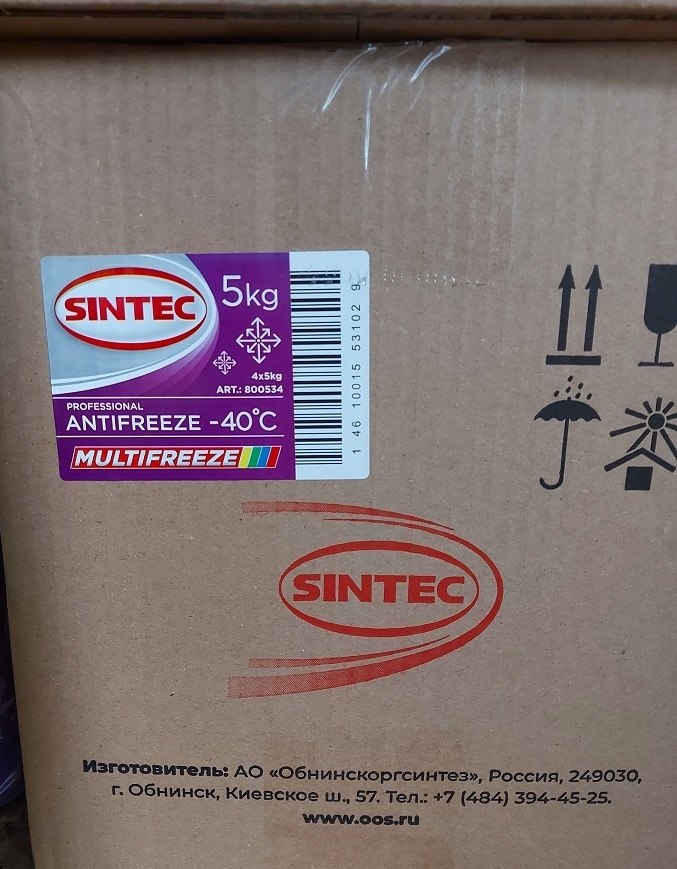 SINTEC
5kg
4x5kg
ART.: 800534
PROFESSIONAL
ANTIFREEZE -40°C
MULTIFREEZE
1 46 10015 53102 9
SINTEC
Изготовитель: АО «Обнинскоргсинтез», Россия, 249030,
г. Обнинск, Киевское ш., 57. Тел.: +7 (484) 394-45-25.
www.oos.ru